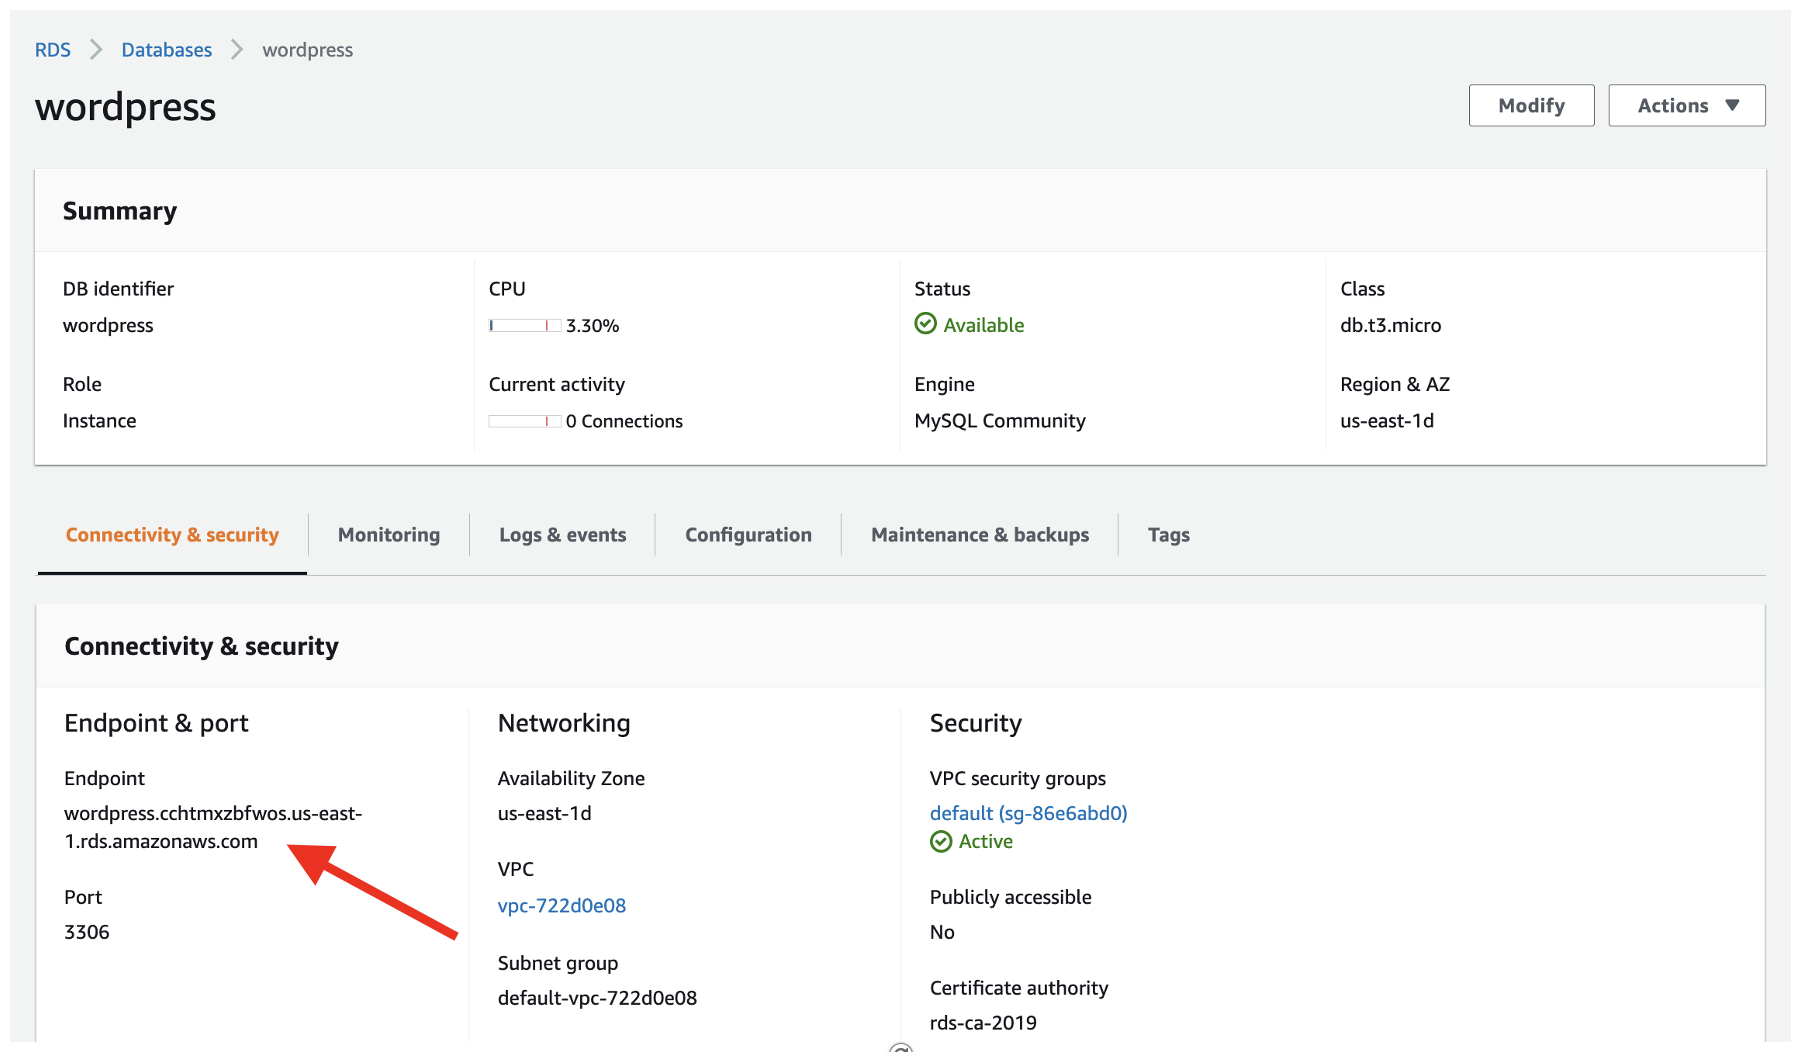 RDS > Databases > wordpress
wordpress
Modify
Actions
Summary
DB identifier
wordpress
CPU
3.30%
Status
Available
Class
db.t3.micro
Role
Instance
Current activity
0 Connections
Engine
MySQL Community
Region & AZ
us-east-1d
Connectivity & security
Monitoring
Logs & events
Configuration
Maintenance & backups
Tags
Connectivity & security
Endpoint & port
Endpoint
wordpress.cchtmxzbfwos.us-east-
1.rds.amazonaws.com
Port
3306
Networking
Availability Zone
us-east-1d
VPC
vpc-722d0e08
Subnet group
default-vpc-722d0e08
Security
VPC security groups
default (sg-86e6abd0)
Active
Publicly accessible
No
Certificate authority
rds-ca-2019